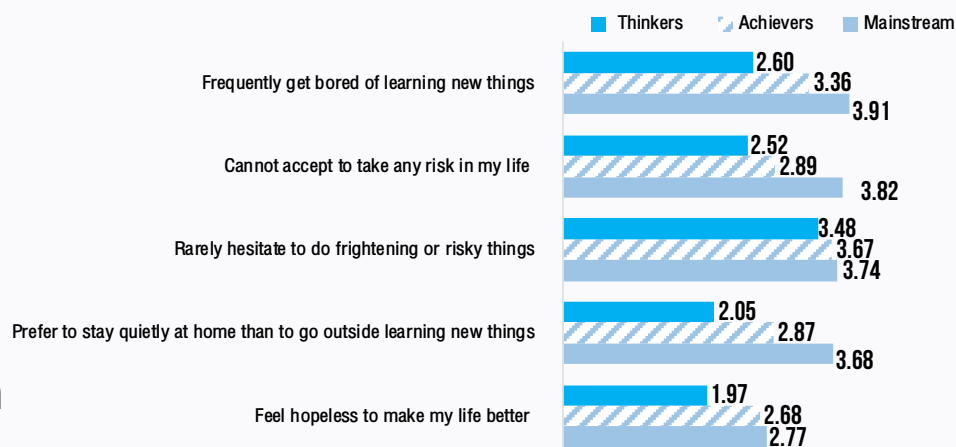 Thinkers Achievers Mainstream
Frequently get bored of learning new things
2.60
3.36
3.91
Cannot accept to take any risk in my life
2.52
2.89
3.82
Rarely hesitate to do frightening or risky things
3.48
3.67
3.74
Prefer to stay quietly at home than to go outside learning new things
2.05
2.87
3.68
Feel hopeless to make my life better
1.97
2.68
2.77